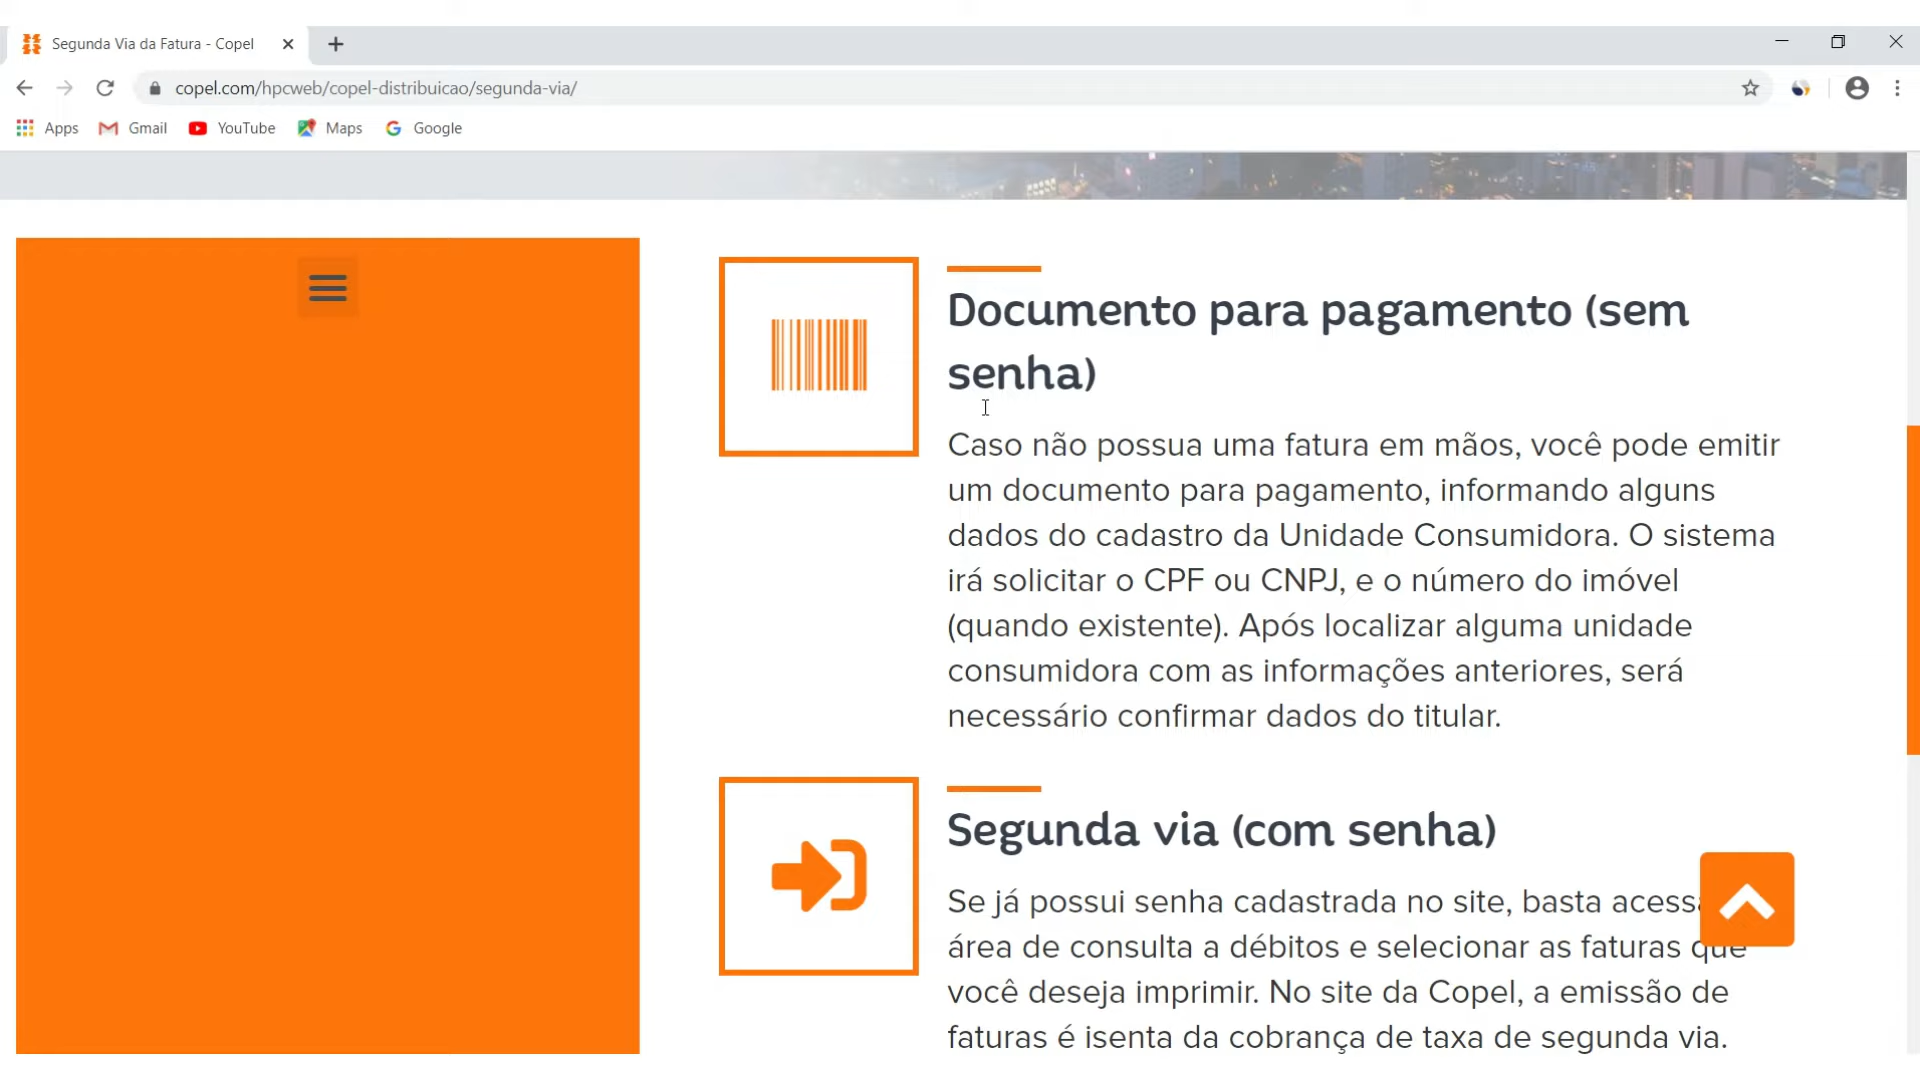 Segunda Via da Fatura - Copel
copel.com/hpcweb/copel-distribuicao/segunda-via/
Apps Gmail YouTube Maps Google
Documento para pagamento (sem
senha)
Caso não possua uma fatura em mãos, você pode emitir
um documento para pagamento, informando alguns
dados do cadastro da Unidade Consumidora. O sistema
irá solicitar o CPF ou CNPJ, e o número do imóvel
(quando existente). Após localizar alguma unidade
consumidora com as informações anteriores, será
necessário confirmar dados do titular.
Segunda via (com senha)
Se já possui senha cadastrada no site, basta
área de consulta a débitos e selecionar as faturas que
você deseja imprimir. No site da Copel, a emissão de
faturas é isenta da cobrança de taxa de segunda via.